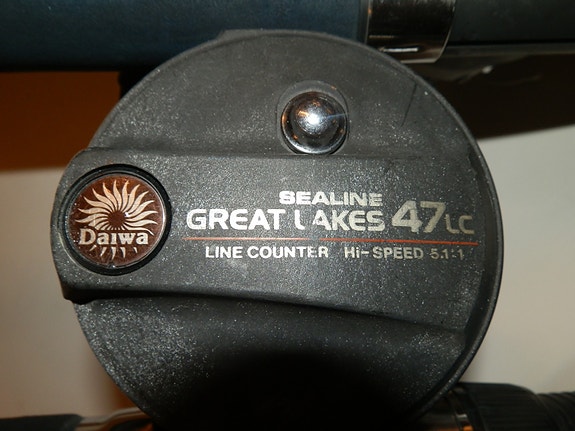 Daiwa
SEALINE
GREAT LAKES 47LC
LINE COUNTER Hi-SPEED 5.1:1